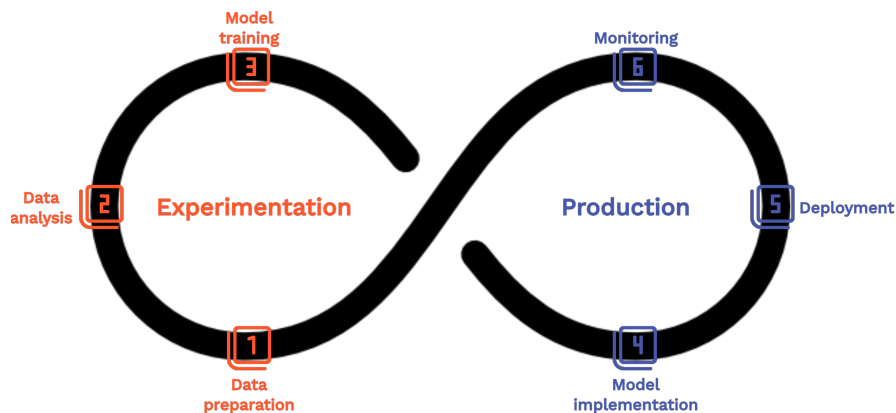 Model
training
3
Monitoring
6
Data
analysis
2
Experimentation
Production
5
Deployment
1
Data
preparation
4
Model
implementation